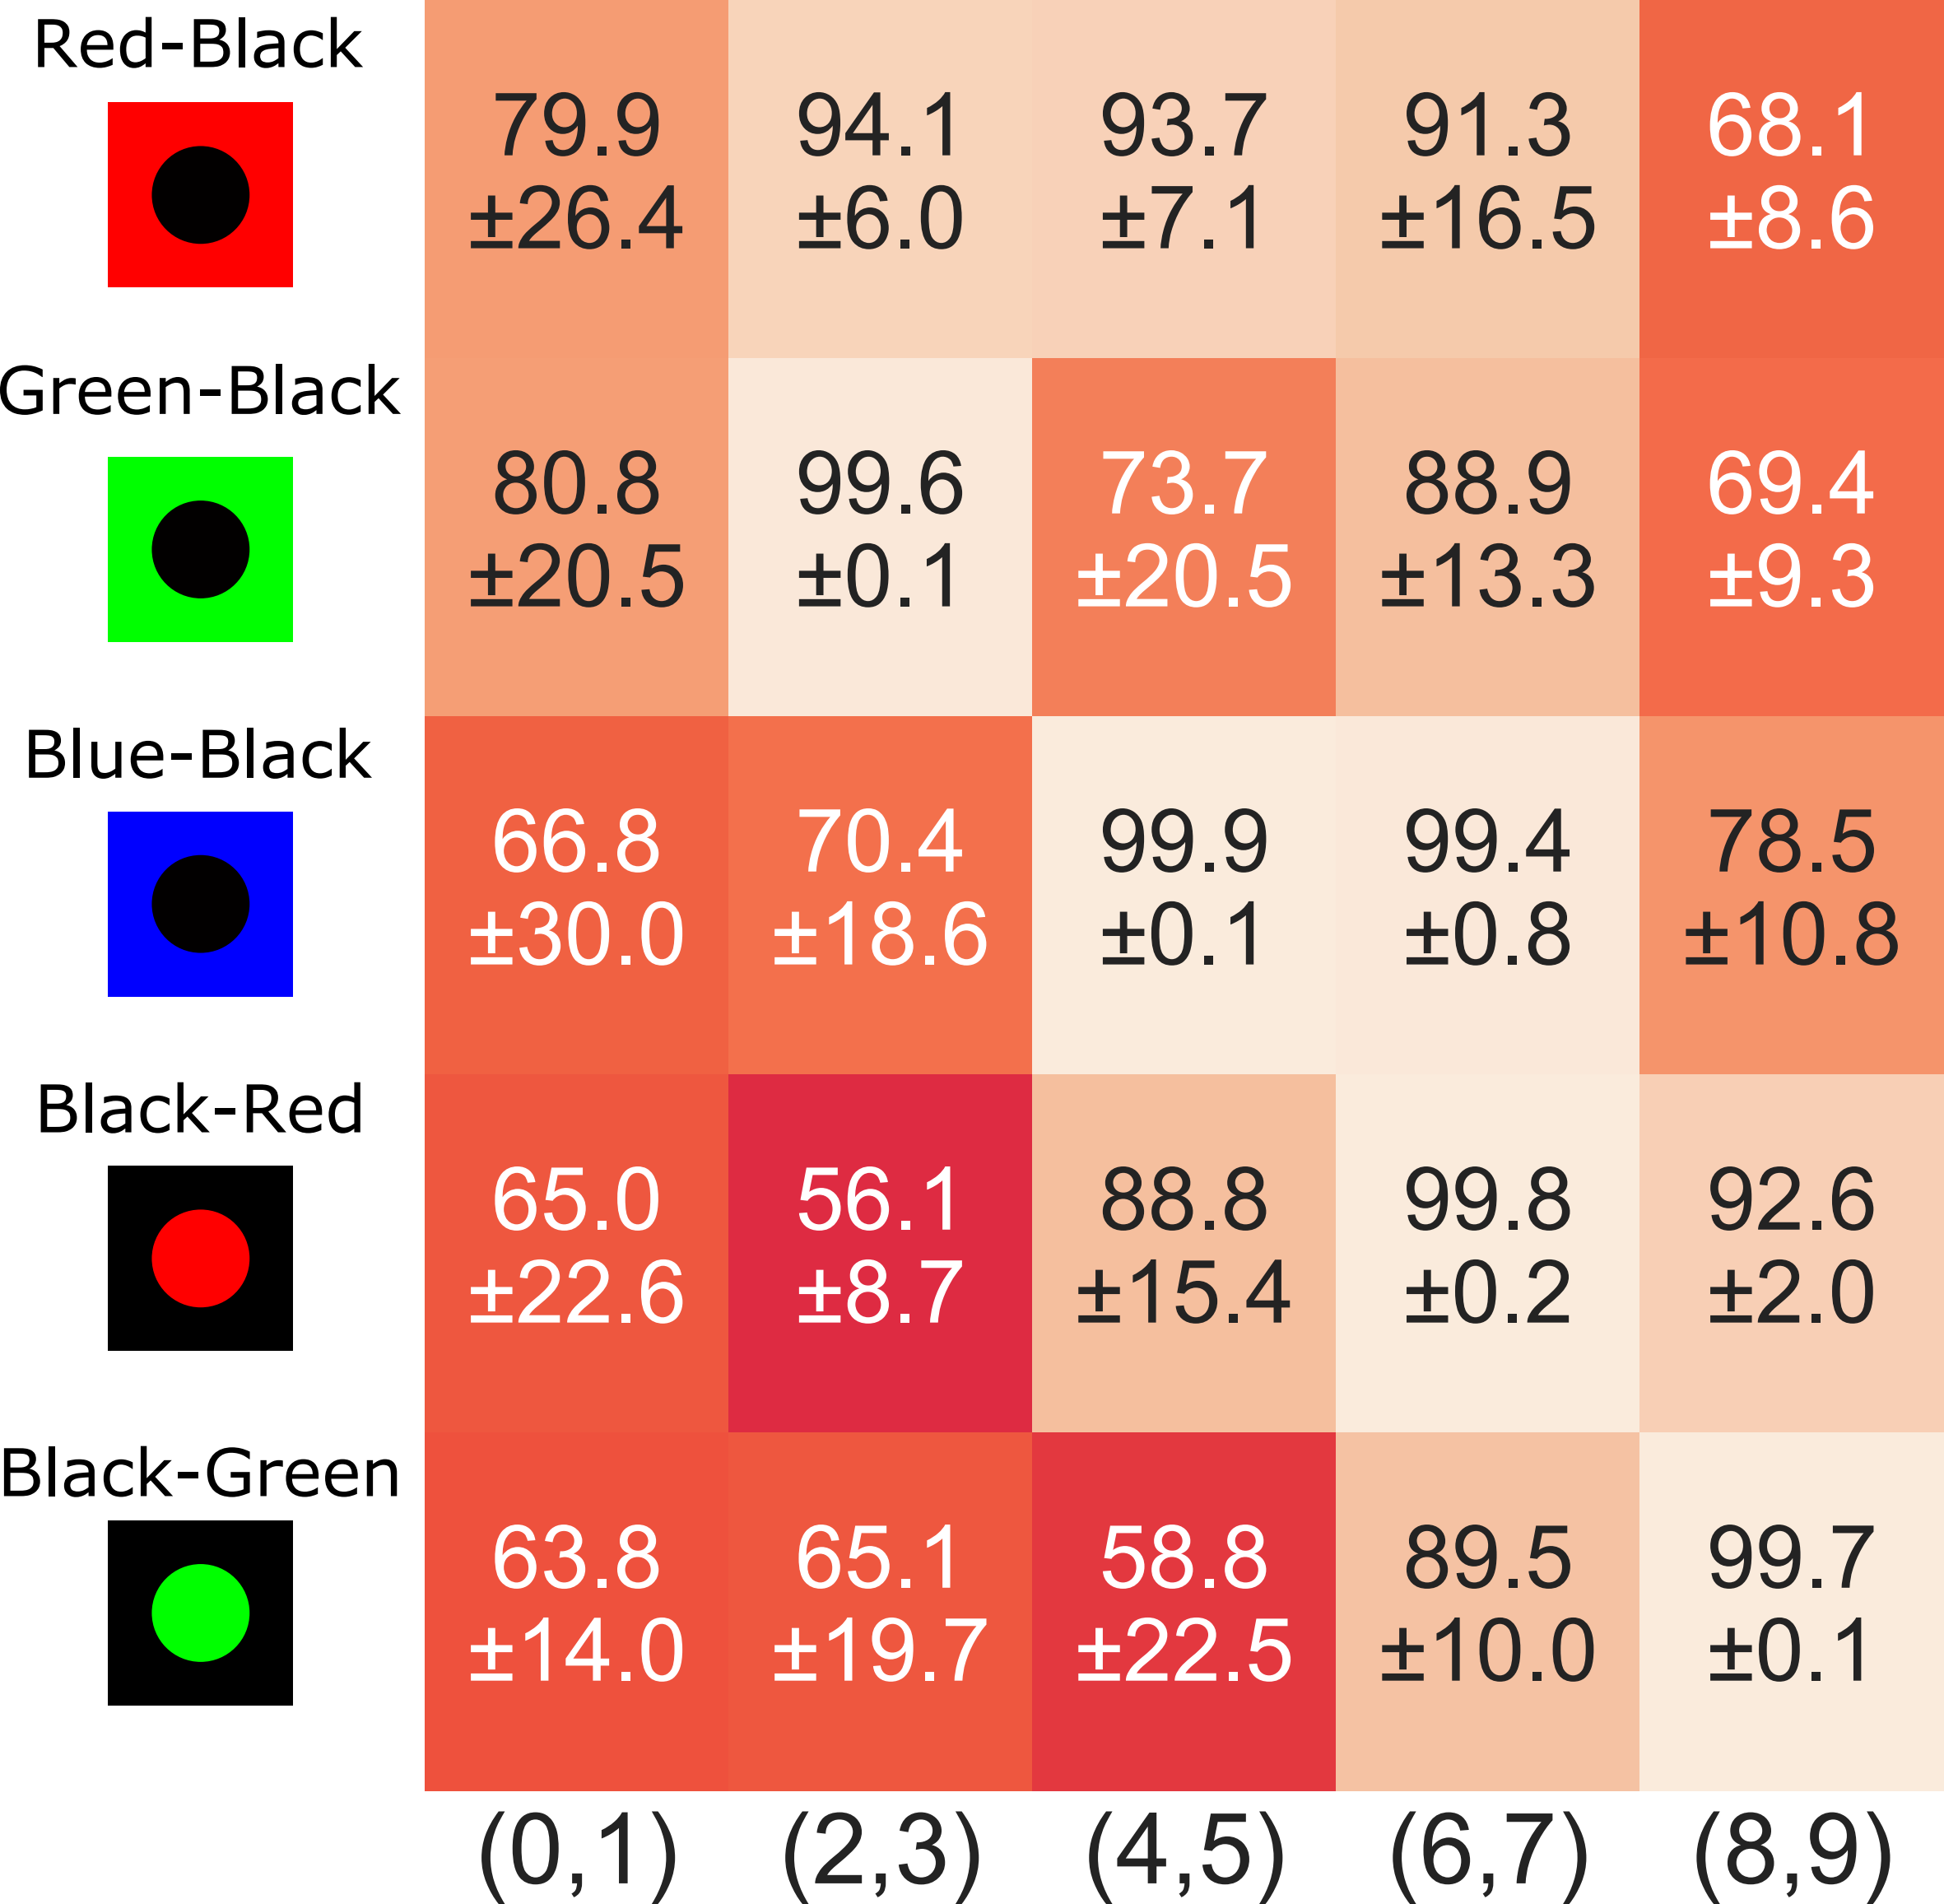 Red-Black
79.9 94.1 93.7 91.3 68.1
±26.4 ±6.0 ±7.1 ±16.5 ±8.6
Green-Black
80.8 99.6 73.7 88.9 69.4
±20.5 ±0.1 ±20.5 ±13.3 ±9.3
Blue-Black
66.8 70.4 99.9 99.4 78.5
±30.0 ±18.6 ±0.1 ±0.8 ±10.8
Black-Red
65.0 56.1 88.8 99.8 92.6
±22.6 ±8.7 ±15.4 ±0.2 ±2.0
Black-Green
63.8 65.1 58.8 89.5 99.7
±14.0 ±19.7 ±22.5 ±10.0 ±0.1
(0,1) (2,3) (4,5) (6,7) (8,9)